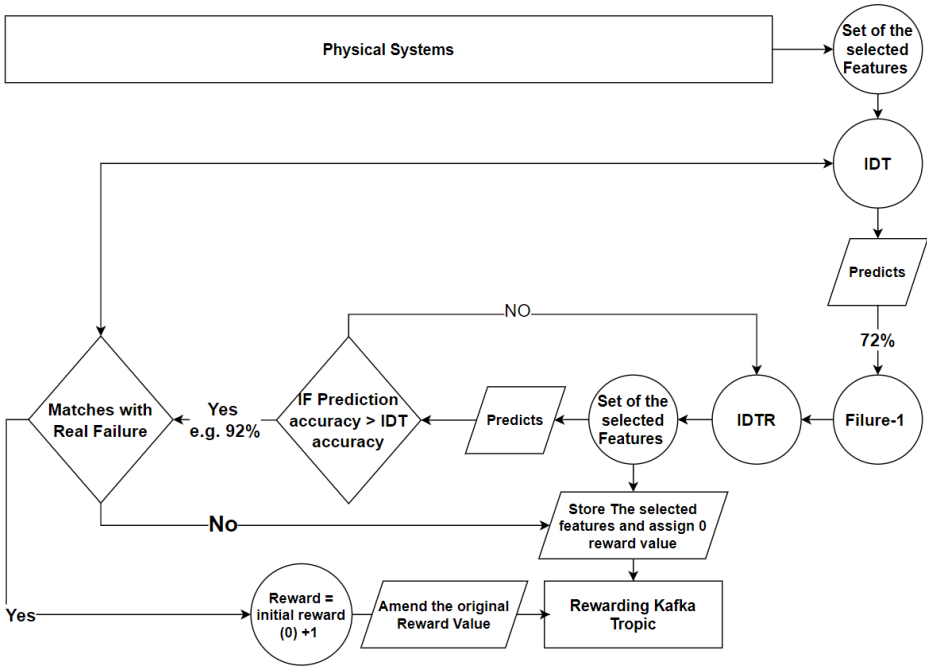 Physical Systems
Set of the
selected
Features
IDT
Predicts
72%
NO
Matches with
Real Failure
Yes
e.g. 92%
IF Prediction
accuracy > IDT
accuracy
Predicts
Set of the
selected
Features
IDTR
Filure-1
No
Store The selected
features and assign 0
reward value
Yes
Reward =
initial reward
(0) +1
Amend the original
Reward Value
Rewarding Kafka
Tropic